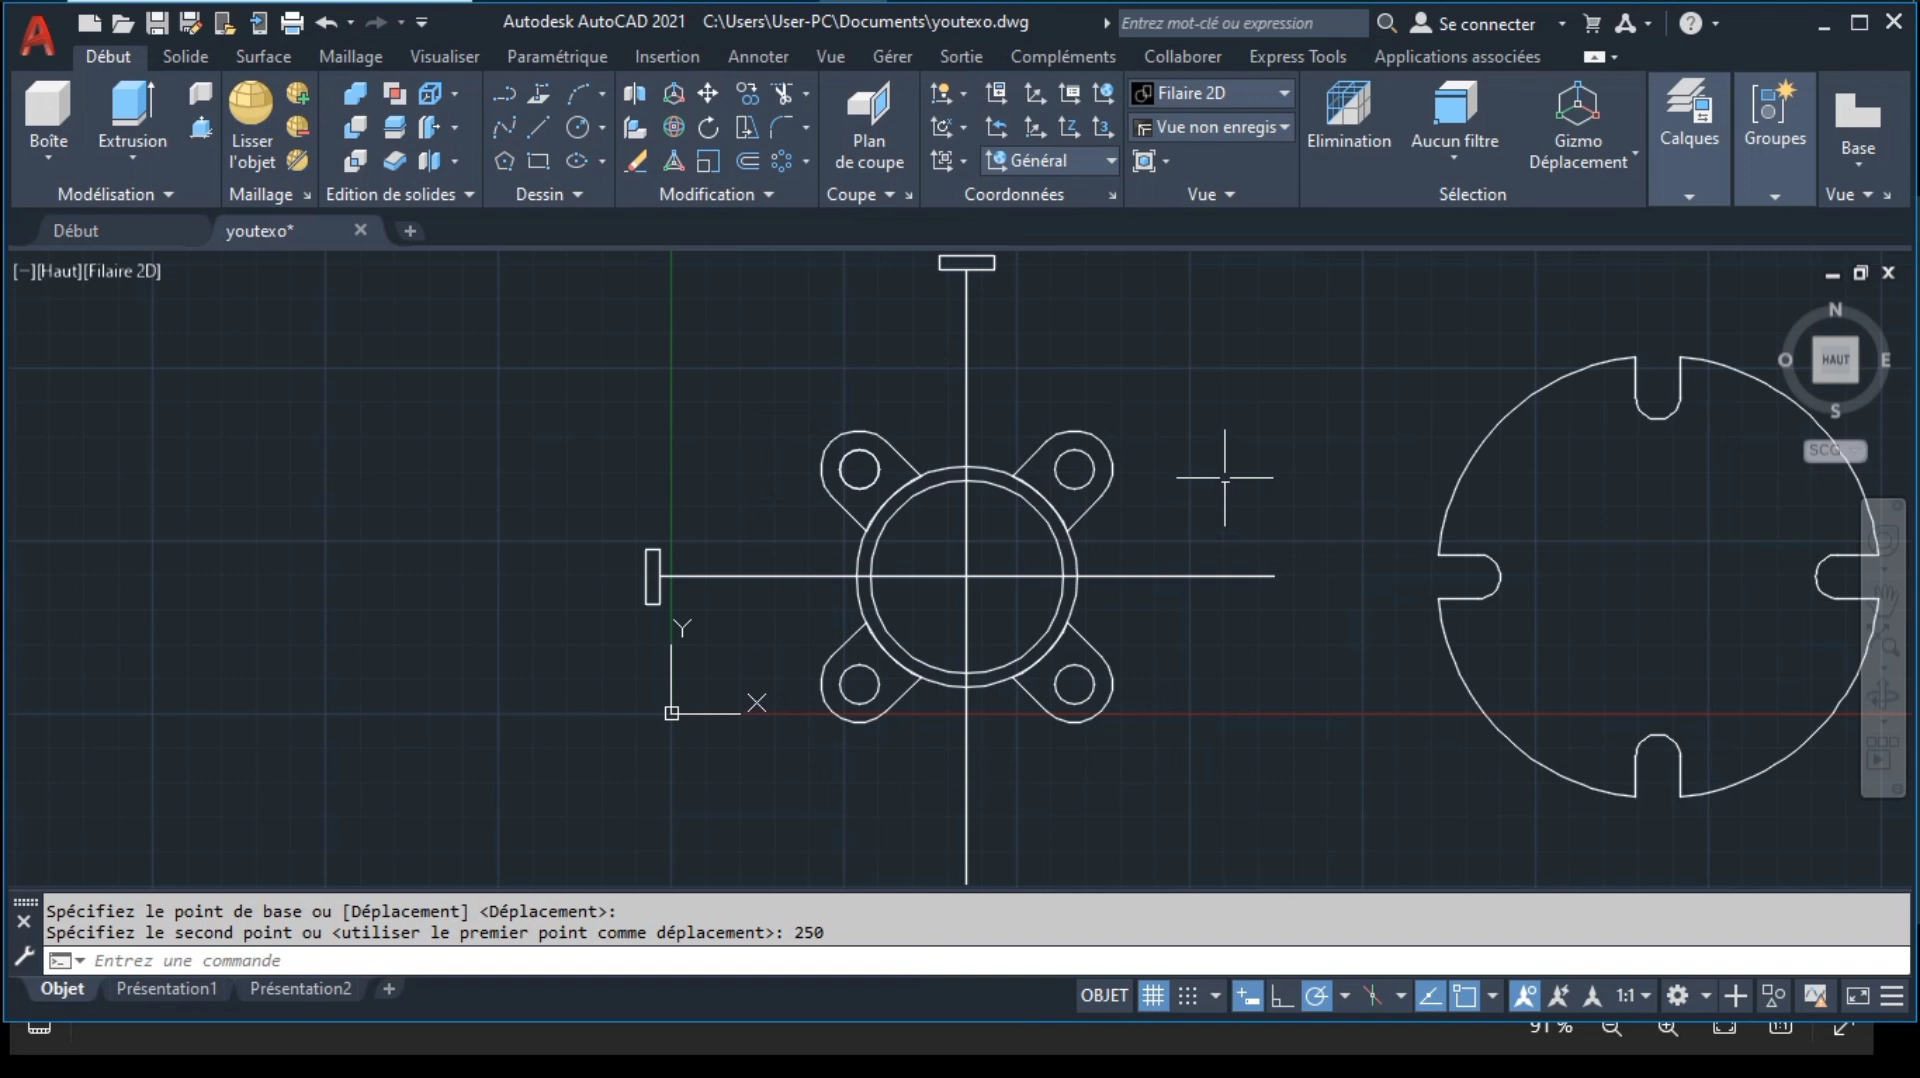 Autodesk AutoCAD 2021 C:\Users\User-PC\Documents\youtexo.dwg
Entrez mot-clé ou expression
Se connecter
Début Solide Surface Maillage Visualiser Paramétrique Insertion Annoter Vue Gérer Sortie Compléments Collaborer Express Tools Applications associées
Boîte
Extrusion
Lisser
l'objet
Plan
de coupe
Général
Filaire 2D
Vue non enregis
Elimination
Aucun filtre
Gizmo
Déplacement
Calques
Groupes
Base
Modélisation Maillage Edition de solides Dessin Modification Coupe Coordonnées Vue Sélection Vue
Début youtexo*
[−][Haut][Filaire 2D]
N
O HAUT E
S
SCG
Y
X
Spécifiez le point de base ou [Déplacement] <Déplacement>:
Spécifiez le second point ou <utiliser le premier point comme déplacement>: 250
Entrez une commande
Objet Présentation1 Présentation2
OBJET 1:1
91 %
1:1